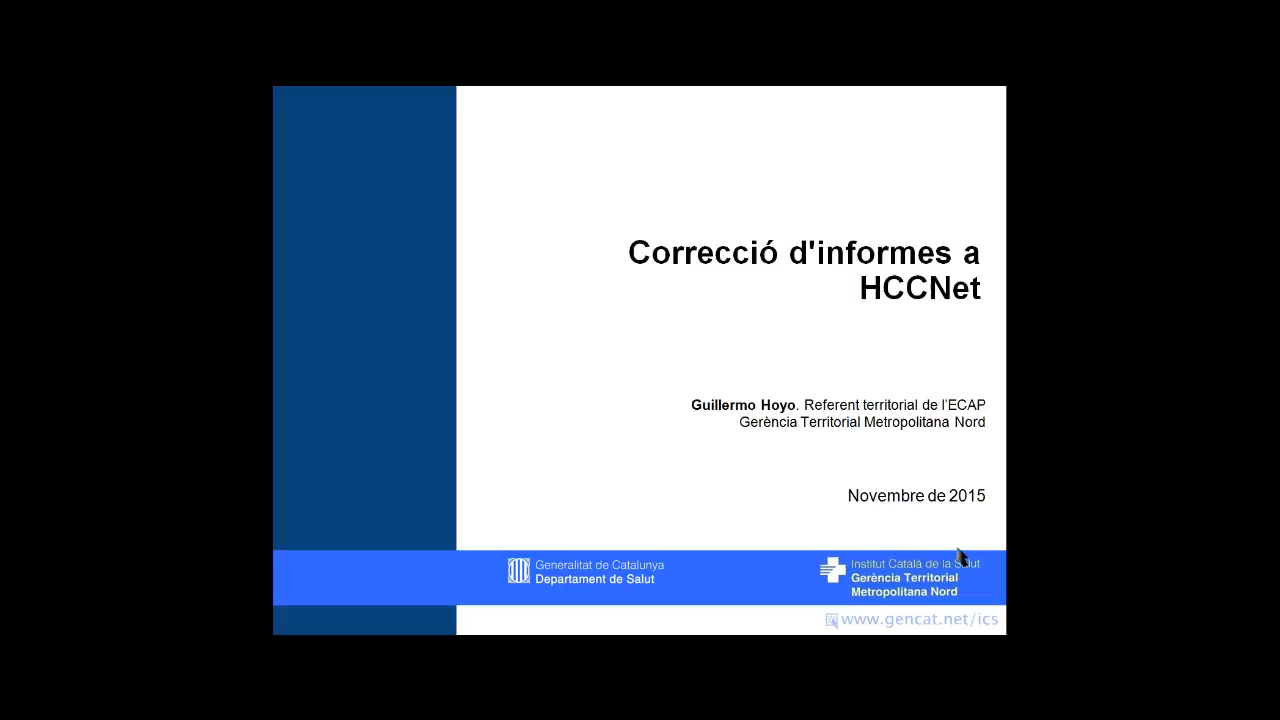 Correcció d'informes a
HCCNet
Guillermo Hoyo. Referent territorial de l’ECAP
Gerència Territorial Metropolitana Nord
Novembre de 2015
Generalitat de Catalunya
Departament de Salut
Institut Català de la Salut
Gerència Territorial
Metropolitana Nord
www.gencat.net/ics